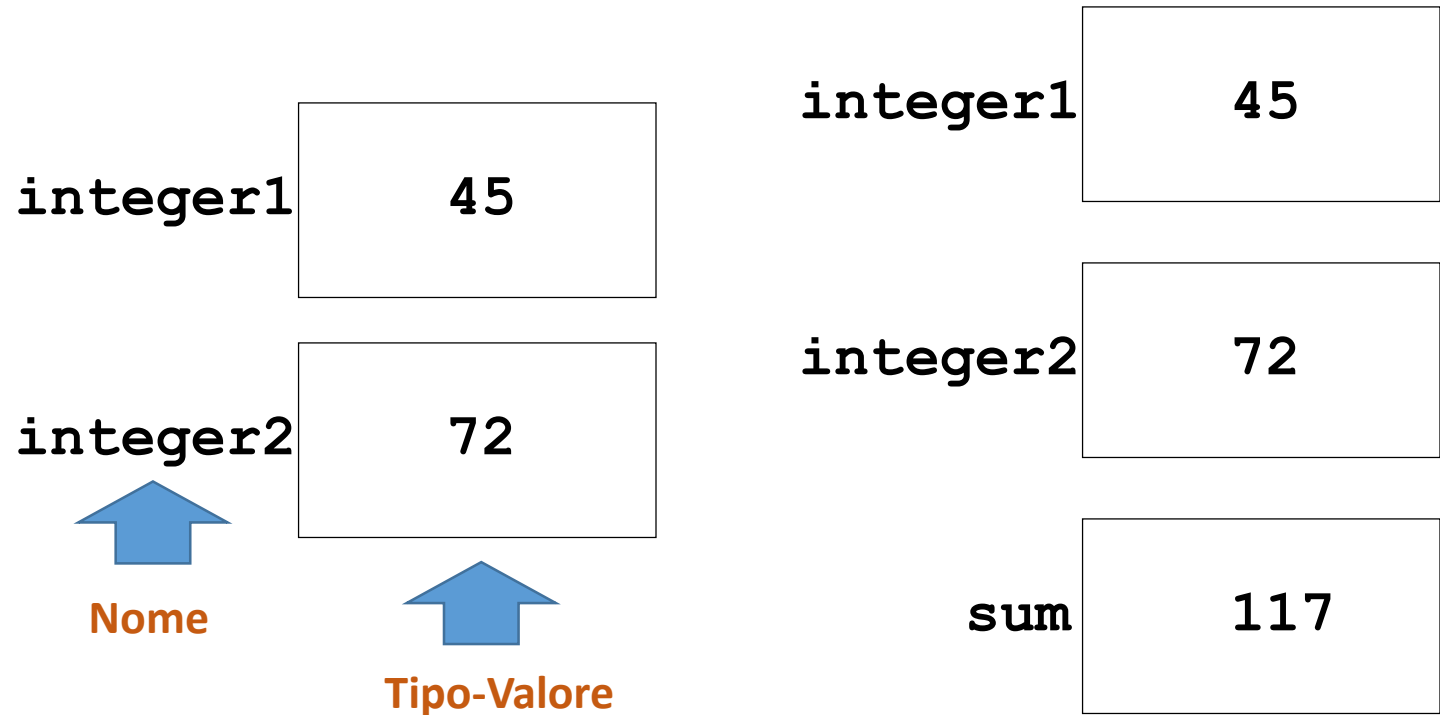 integer1 45
integer2 72
Nome
Tipo-Valore
integer1 45
integer2 72
sum 117